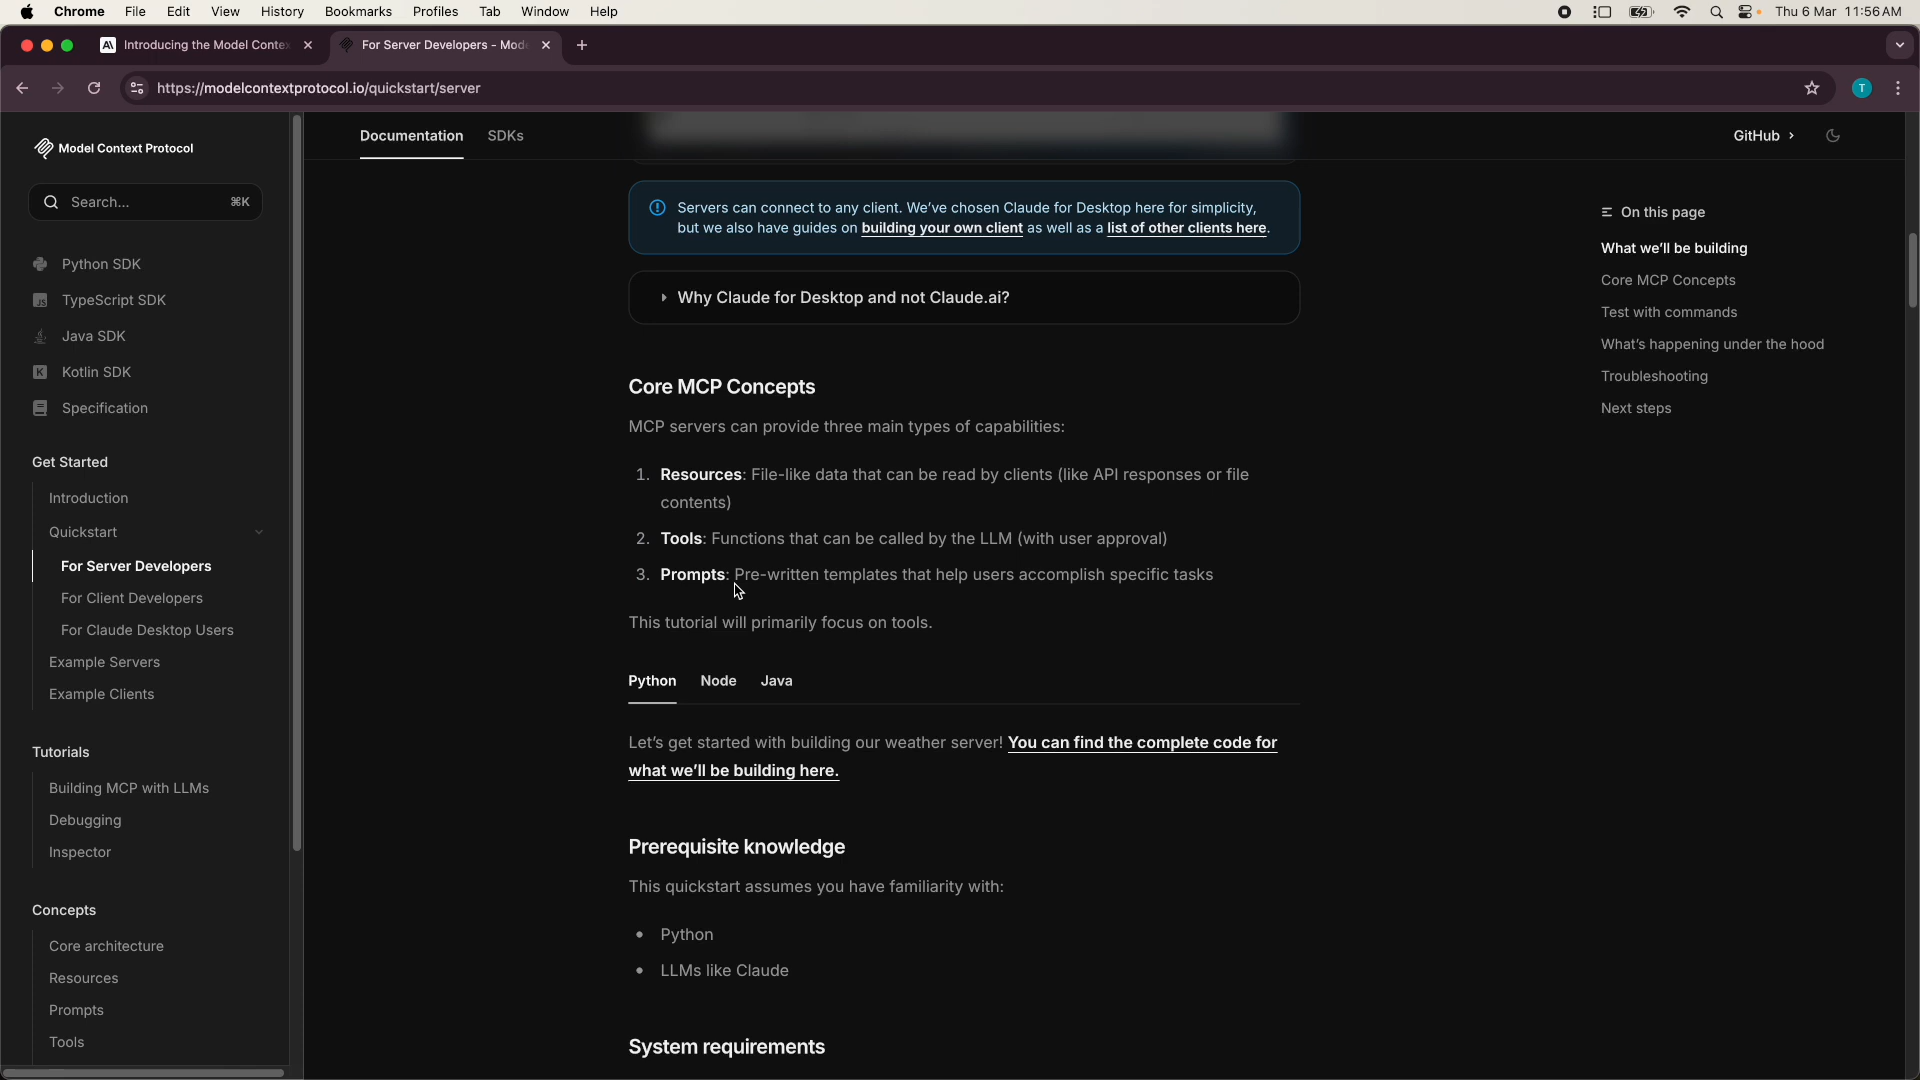 Chrome File Edit View History Bookmarks Profiles Tab Window Help Thu 6 Mar 11:56 AM
Introducing the Model Conte
For Server Developers - Mod
https://modelcontextprotocol.io/quickstart/server
T
Model Context Protocol
Search... ⌘K
Python SDK
TypeScript SDK
Java SDK
Kotlin SDK
Specification
Get Started
Introduction
Quickstart
For Server Developers
For Client Developers
For Claude Desktop Users
Example Servers
Example Clients
Tutorials
Building MCP with LLMs
Debugging
Inspector
Concepts
Core architecture
Resources
Prompts
Tools
Documentation SDKs
GitHub
Servers can connect to any client. We've chosen Claude for Desktop here for simplicity,
but we also have guides on building your own client as well as a list of other clients here.
Why Claude for Desktop and not Claude.ai?
Core MCP Concepts
MCP servers can provide three main types of capabilities:
1. Resources: File-like data that can be read by clients (like API responses or file
contents)
2. Tools: Functions that can be called by the LLM (with user approval)
3. Prompts: Pre-written templates that help users accomplish specific tasks
This tutorial will primarily focus on tools.
Python Node Java
Let's get started with building our weather server! You can find the complete code for
what we'll be building here.
Prerequisite knowledge
This quickstart assumes you have familiarity with:
• Python
• LLMs like Claude
System requirements
On this page
What we'll be building
Core MCP Concepts
Test with commands
What's happening under the hood
Troubleshooting
Next steps